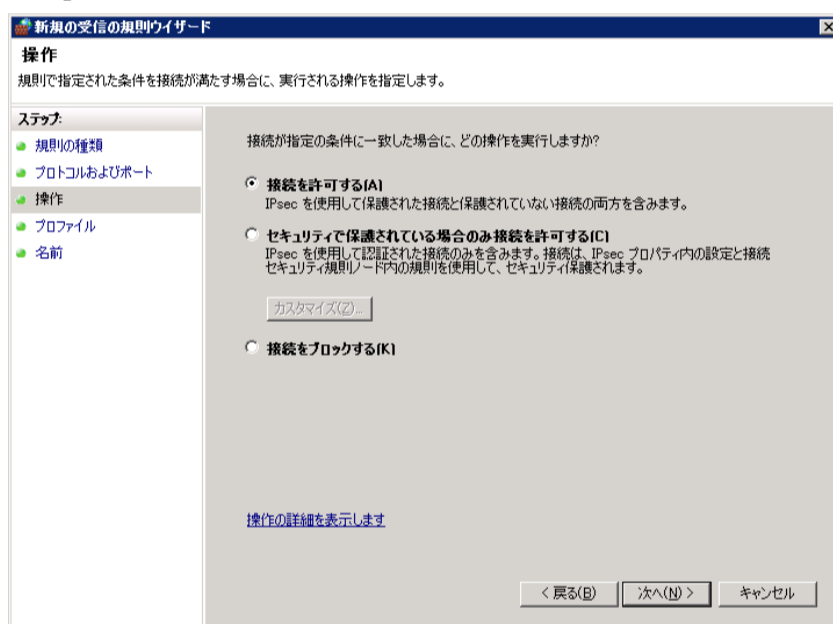 新規の受信の規則ウィザード
操作
規則で指定された条件を接続が満たす場合に、実行される操作を指定します。
ステップ:
規則の種類
プロトコルおよびポート
操作
プロファイル
名前
接続が指定の条件に一致した場合に、どの操作を実行しますか?
接続を許可する(A)
IPsec を使用して保護された接続と保護されていない接続の両方を含みます。
セキュリティで保護されている場合のみ接続を許可する(C)
IPsec を使用して認証された接続のみを含みます。接続は、IPsec プロパティ内の設定と接続
セキュリティ規則ノード内の規則を使用して、セキュリティ保護されます。
カスタマイズ(Z)...
接続をブロックする(K)
操作の詳細を表示します
< 戻る(B)
次へ(N) >
キャンセル